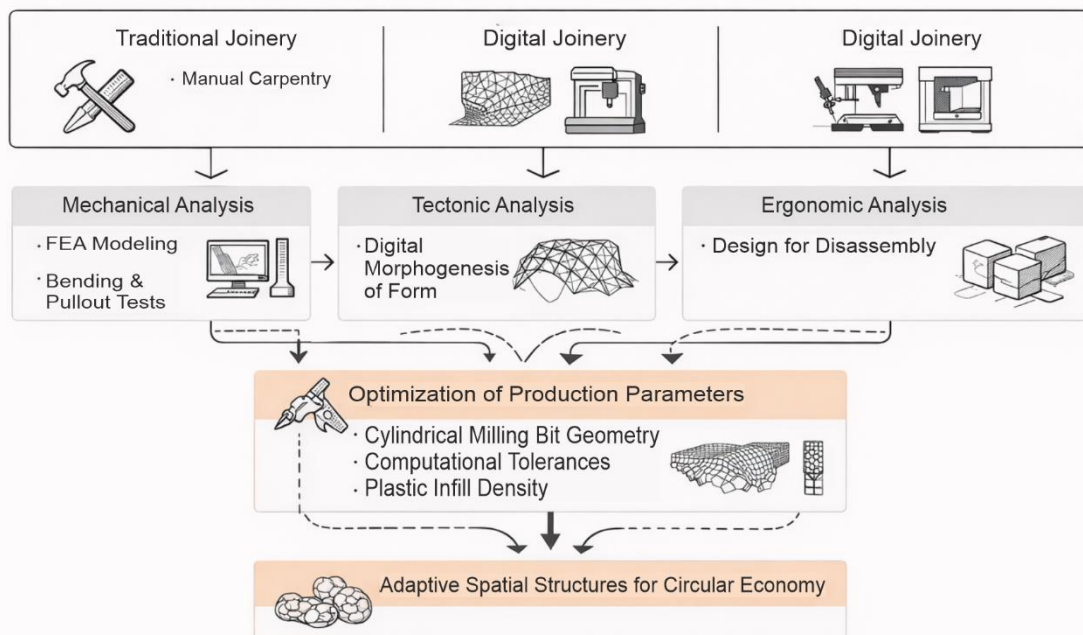 Traditional Joinery
· Manual Carpentry
Digital Joinery
Digital Joinery
Mechanical Analysis
· FEA Modeling
· Bending &
Pullout Tests
Tectonic Analysis
· Digital
Morphogenesis
of Form
Ergonomic Analysis
· Design for Disassembly
Optimization of Production Parameters
· Cylindrical Milling Bit Geometry
· Computational Tolerances
· Plastic Infill Density
Adaptive Spatial Structures for Circular Economy